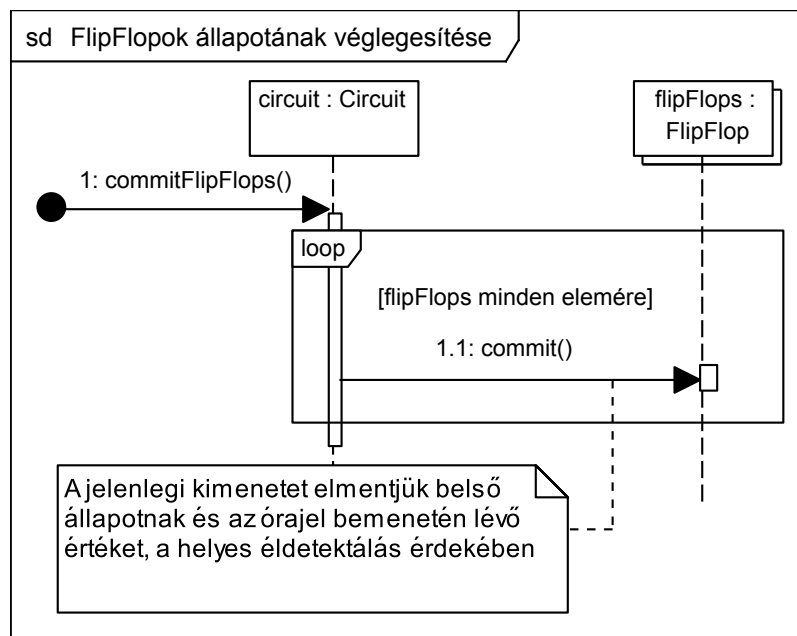 sd FlipFlopok állapotának véglegesítése
circuit : Circuit
flipFlops :
FlipFlop
1: commitFlipFlops()
loop
[flipFlops minden elemére]
1.1: commit()
A jelenlegi kimenetet elmentjük belső
állapotnak és az órajel bemenetén lévő
értéket, a helyes éldetektálás érdekében